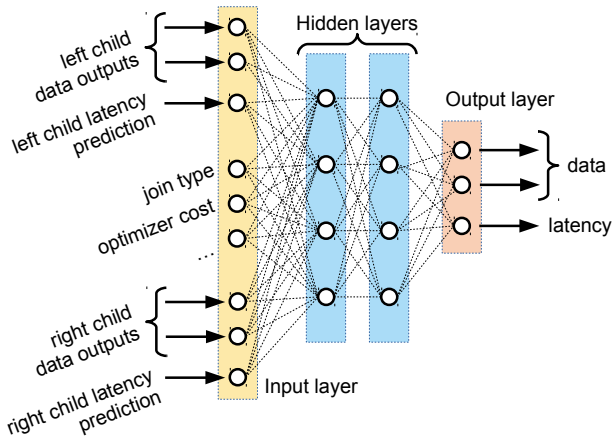 Hidden layers
left child
data outputs
left child latency
prediction
join type
optimizer cost
...
right child
data outputs
right child latency
prediction
Input layer
Output layer
data
latency